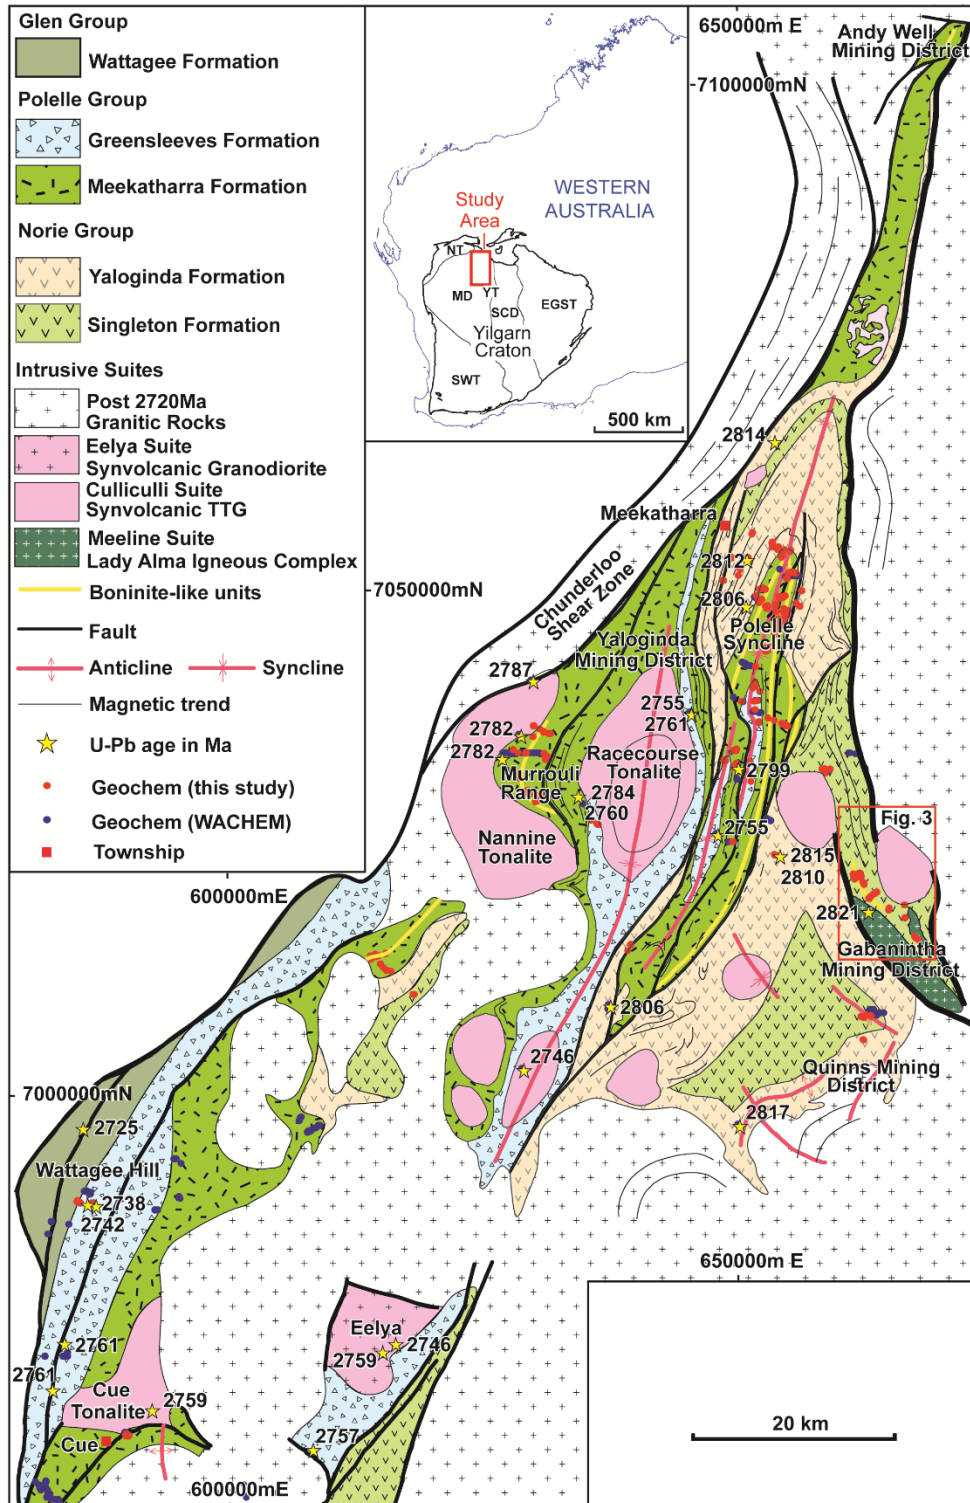 Glen Group
Wattagee Formation
Polelle Group
Greensleeves Formation
Meekatharra Formation
Norie Group
Yaloginda Formation
Singleton Formation
Intrusive Suites
Post 2720Ma
Granitic Rocks
Eelya Suite
Synvolcanic Granodiorite
Culliculli Suite
Synvolcanic TTG
Meeline Suite
Lady Alma Igneous Complex
Boninite-like units
Fault
Anticline
Syncline
Magnetic trend
U-Pb age in Ma
Geochem (this study)
Geochem (WACHEM)
Township
WESTERN
AUSTRALIA
Study
Area
NT
MD
YT
SCD
EGST
Yilgarn
Craton
SWT
500 km
650000m E
Andy Well
Mining District
7100000mN
2814
Meekatharra
2812
7050000mN
2806
Chunderloo
Shear Zone
Polelle
Syncline
Yaloginda
Mining District
2787
2755
2761
2782
2782
Racecourse
Tonalite
2799
Murrouli
Range
2784
2760
Fig. 3
2755
Nannine
Tonalite
2815
2810
600000mE
2821
Gabanintha
Mining District
2806
2746
Quinns Mining
District
7000000mN
2817
2725
Wattagee Hill
2738
2742
650000m E
Eelya
2746
2759
2761
2761
Cue
Tonalite
2759
20 km
Cue
2757
600000mE